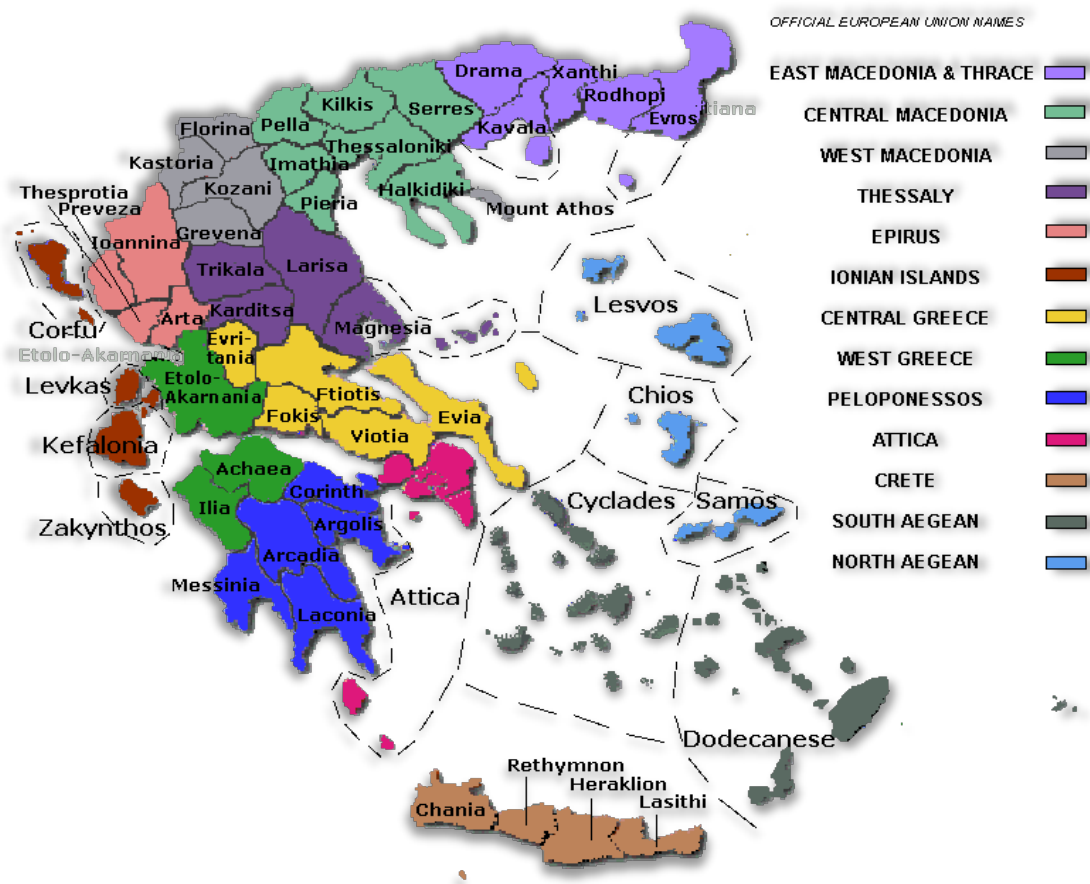 OFFICIAL EUROPEAN UNION NAMES
EAST MACEDONIA & THRACE
CENTRAL MACEDONIA
WEST MACEDONIA
THESSALY
EPIRUS
IONIAN ISLANDS
CENTRAL GREECE
WEST GREECE
PELOPONESSOS
ATTICA
CRETE
SOUTH AEGEAN
NORTH AEGEAN
Drama
Xanthi
Rodhopi
Evros
tiana
Kavala
Kilkis
Serres
Pella
Thessaloniki
Imathia
Halkidiki
Pieria
Mount Athos
Florina
Kastoria
Kozani
Grevena
Thesprotia
Preveza
Ioannina
Arta
Trikala
Larisa
Karditsa
Magnesia
Corfu
Etolo-Akarnania
Levkas
Kefalonia
Zakynthos
Evri-
tania
Etolo-
Akarnania
Ftiotis
Fokis
Viotia
Evia
Lesvos
Chios
Samos
Cyclades
Achaea
Ilia
Corinth
Argolis
Arcadia
Messinia
Laconia
Attica
Dodecanese
Rethymnon
Heraklion
Lasithi
Chania